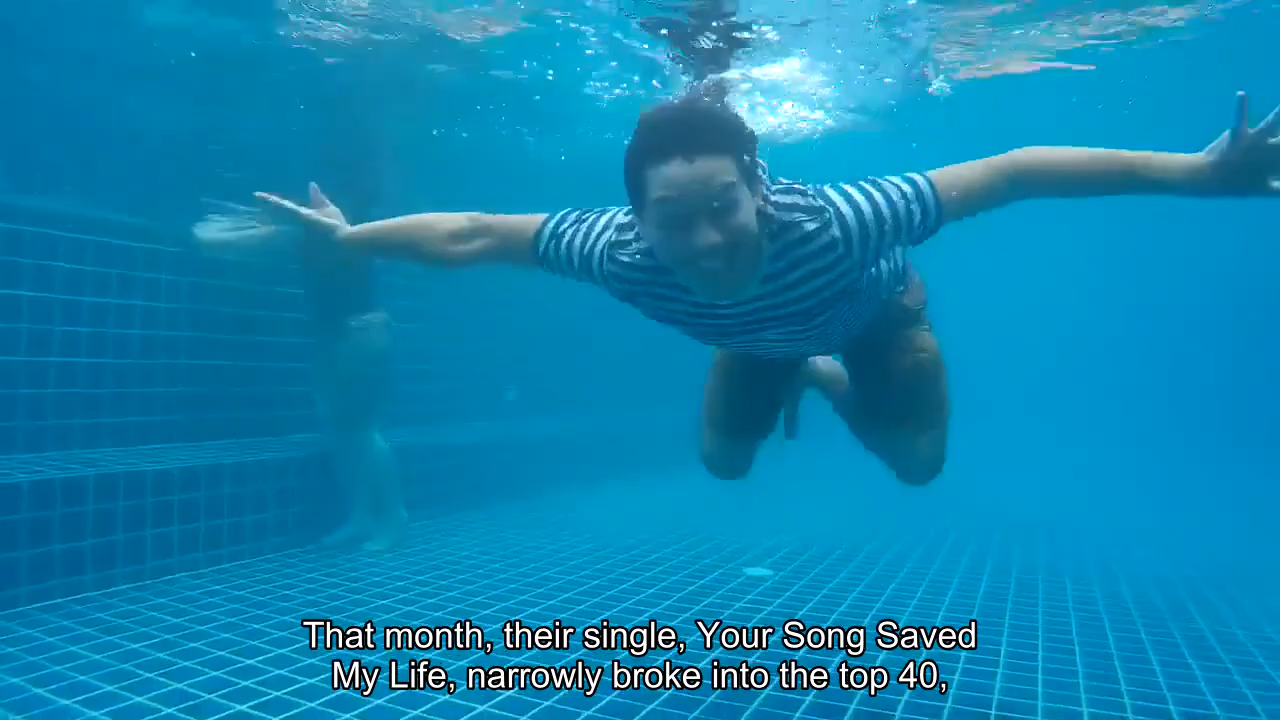 That month, their single, Your Song Saved
My Life, narrowly broke into the top 40,